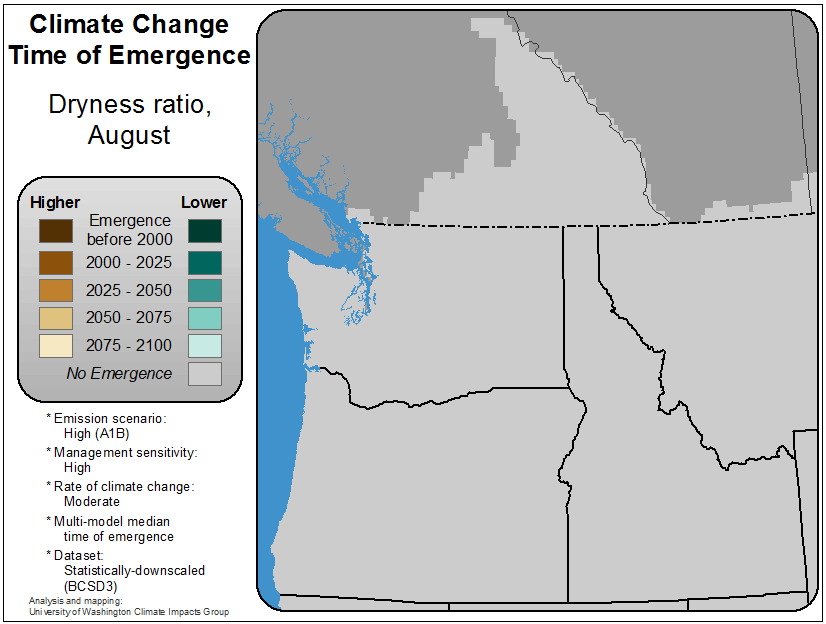 Climate Change
Time of Emergence
Dryness ratio,
August
Higher Lower
Emergence
before 2000
2000 - 2025
2025 - 2050
2050 - 2075
2075 - 2100
No Emergence
* Emission scenario:
High (A1B)
* Management sensitivity:
High
* Rate of climate change:
Moderate
* Multi-model median
time of emergence
* Dataset:
Statistically-downscaled
(BCSD3)
Analysis and mapping:
University of Washington Climate Impacts Group